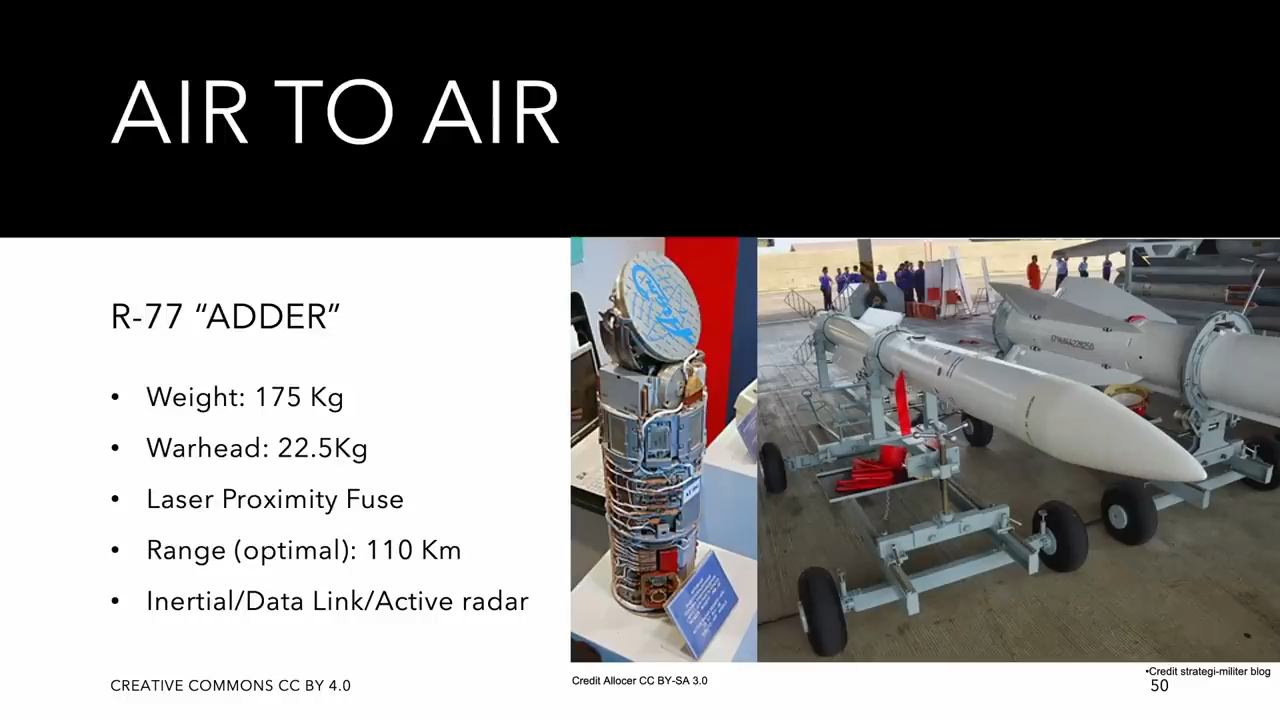 AIR TO AIR
R-77 “ADDER”
• Weight: 175 Kg
• Warhead: 22.5Kg
• Laser Proximity Fuse
• Range (optimal): 110 Km
• Inertial/Data Link/Active radar
CREATIVE COMMONS CC BY 4.0
Credit Allocer CC BY-SA 3.0
•Credit strategi-militer blog
50